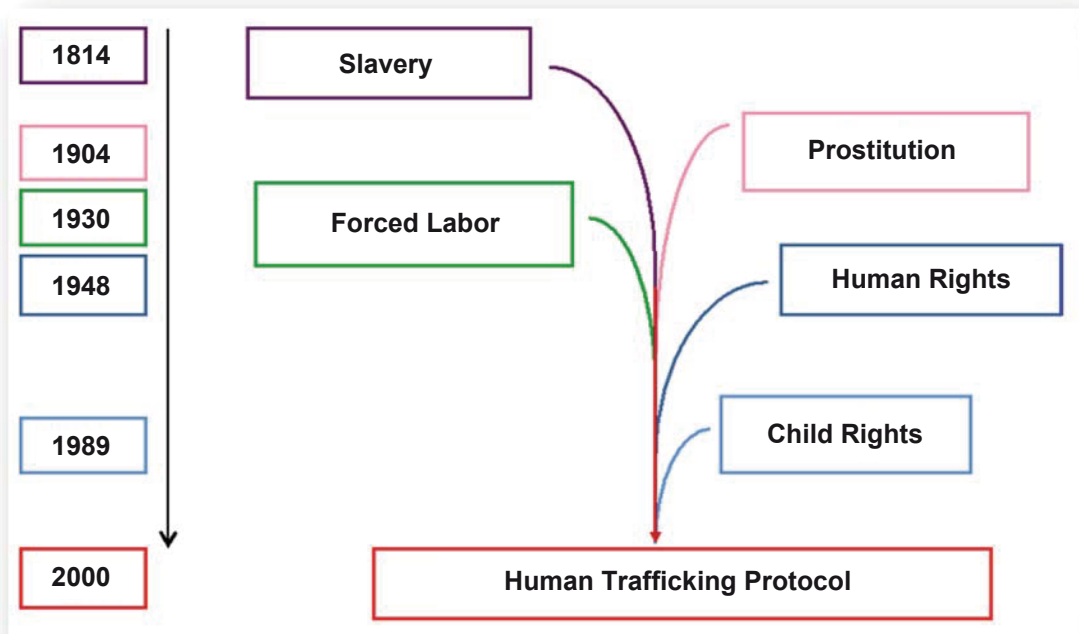 1814
Slavery
1904
Prostitution
1930
Forced Labor
1948
Human Rights
1989
Child Rights
2000
Human Trafficking Protocol